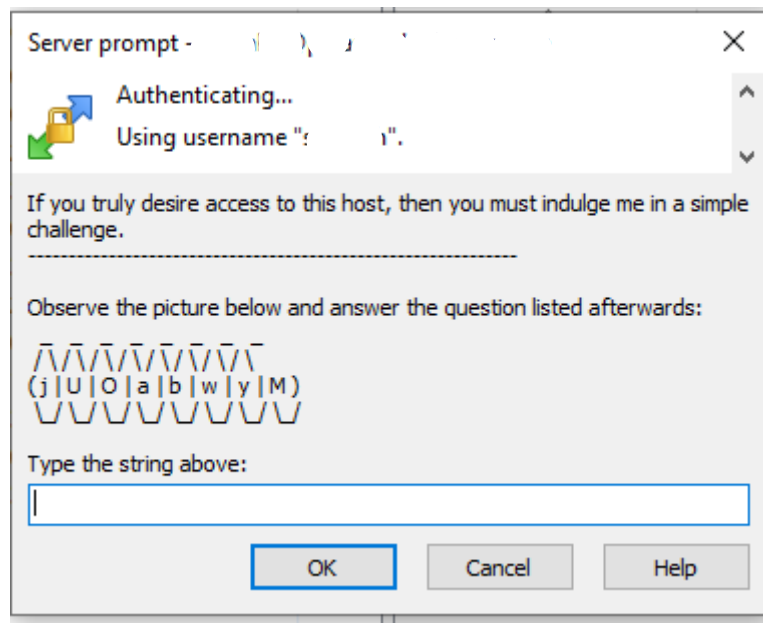 Server prompt -
Authenticating...
Using username "s
n".
If you truly desire access to this host, then you must indulge me in a simple
challenge.
-------------------------------------------------------------
Observe the picture below and answer the question listed afterwards:
_ _ _ _ _ _ _ _
/\/\/\/\/\/\/\/\
(j|U|O|a|b|w|y|M)
\_/\_/\_/\_/\_/\_/\_/\_/
Type the string above:
OK
Cancel
Help